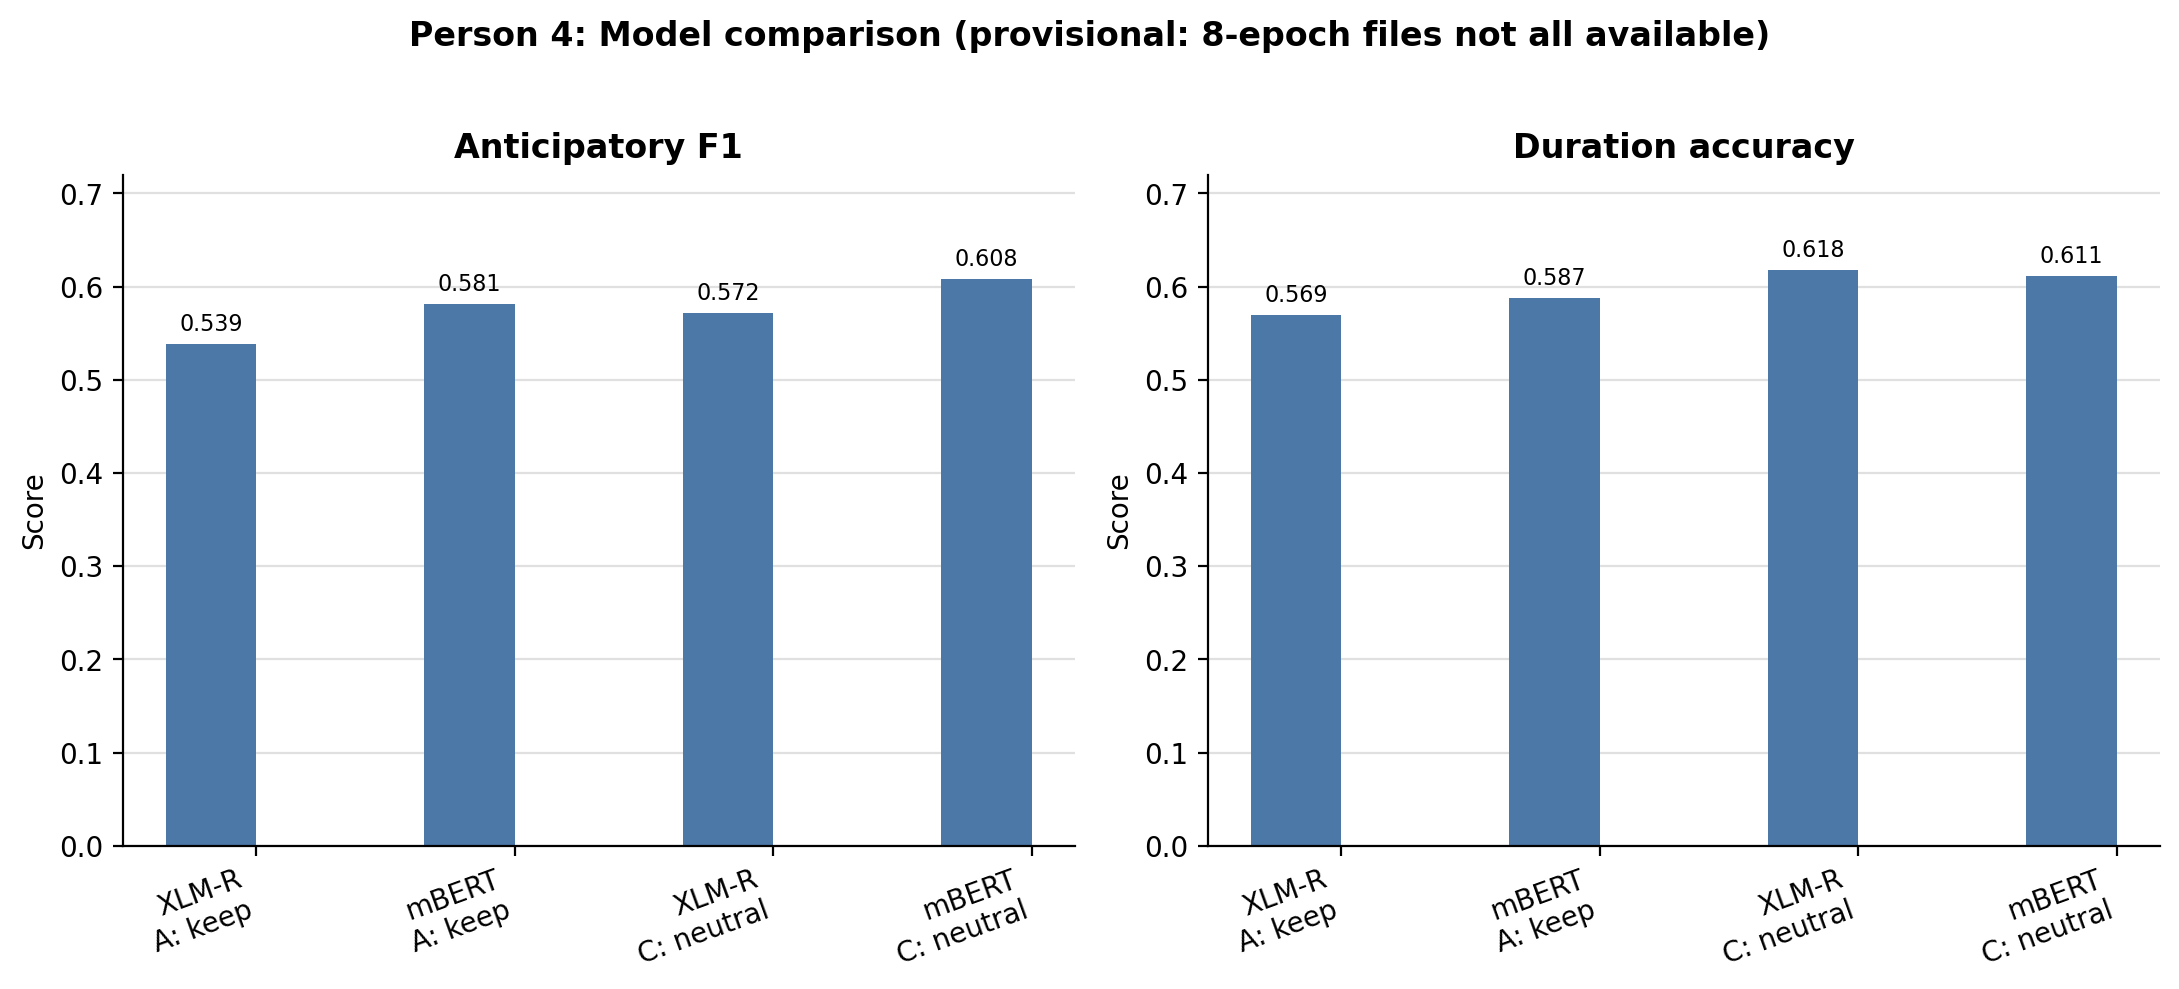 Person 4: Model comparison (provisional: 8-epoch files not all available)
Anticipatory F1
Score
0.7
0.6
0.5
0.4
0.3
0.2
0.1
0.0
0.539
0.581
0.572
0.608
XLM-R
A: keep
mBERT
A: keep
XLM-R
C: neutral
mBERT
C: neutral
Duration accuracy
Score
0.7
0.6
0.5
0.4
0.3
0.2
0.1
0.0
0.569
0.587
0.618
0.611
XLM-R
A: keep
mBERT
A: keep
XLM-R
C: neutral
mBERT
C: neutral